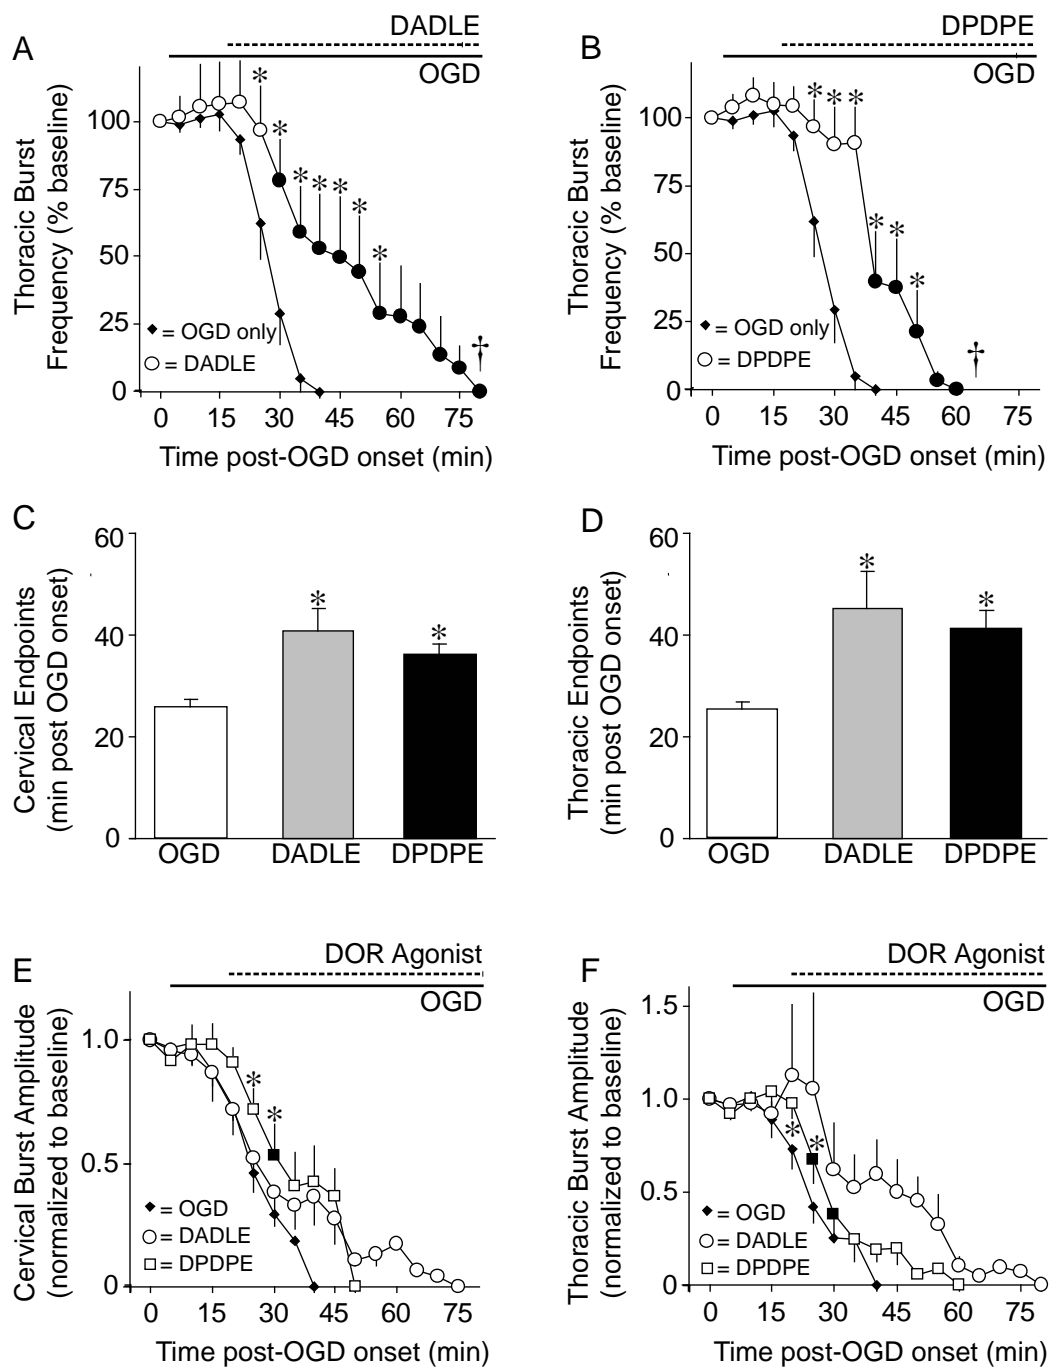 A
DADLE
OGD
Thoracic Burst
Frequency (% baseline)
100
75
50
25
0
* * * * * * *
†
◆ = OGD only
○ = DADLE
0 15 30 45 60 75
Time post-OGD onset (min)
B
DPDPE
OGD
Thoracic Burst
Frequency (% baseline)
100
75
50
25
0
* * * * * *
†
◆ = OGD only
○ = DPDPE
0 15 30 45 60 75
Time post-OGD onset (min)
C
Cervical Endpoints
(min post OGD onset)
60
40
20
0
* *
OGD DADLE DPDPE
D
Thoracic Endpoints
(min post OGD onset)
60
40
20
0
* *
OGD DADLE DPDPE
E
DOR Agonist
OGD
Cervical Burst Amplitude
(normalized to baseline)
1.0
0.5
0
* *
◆ = OGD
○ = DADLE
□ = DPDPE
0 15 30 45 60 75
Time post-OGD onset (min)
F
DOR Agonist
OGD
Thoracic Burst Amplitude
(normalized to baseline)
1.5
1.0
0.5
0
* *
◆ = OGD
○ = DADLE
□ = DPDPE
0 15 30 45 60 75
Time post-OGD onset (min)